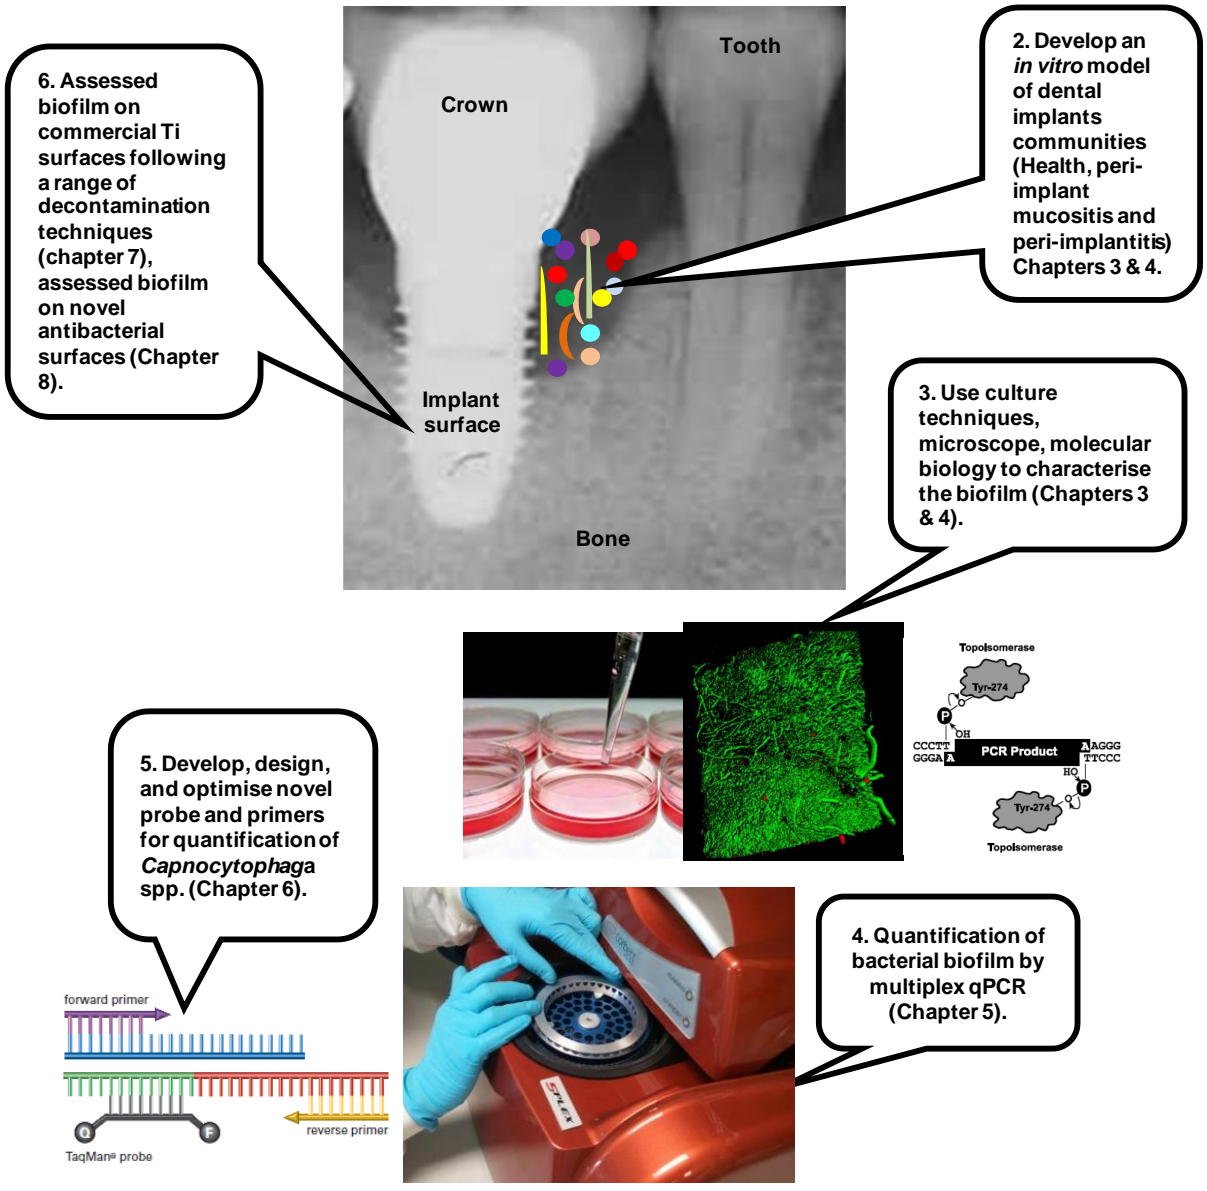 6. Assessed
biofilm on
commercial Ti
surfaces following
a range of
decontamination
techniques
(chapter 7),
assessed biofilm
on novel
antibacterial
surfaces (Chapter
8).
Crown
Tooth
Implant
surface
Bone
2. Develop an
in vitro model
of dental
implants
communities
(Health, peri-
implant
mucositis and
peri-implantitis)
Chapters 3 & 4.
3. Use culture
techniques,
microscope, molecular
biology to characterise
the biofilm (Chapters 3
& 4).
Topoisomerase
Tyr-274
P
O
OH
CCCTT
GGGA A
PCR Product
A AGGG
TTCCC
HO
P
O
Tyr-274
Topoisomerase
5. Develop, design,
and optimise novel
probe and primers
for quantification of
Capnocytophaga
spp. (Chapter 6).
4. Quantification of
bacterial biofilm by
multiplex qPCR
(Chapter 5).
forward primer
Q
F
reverse primer
TaqMan® probe
5PLEX